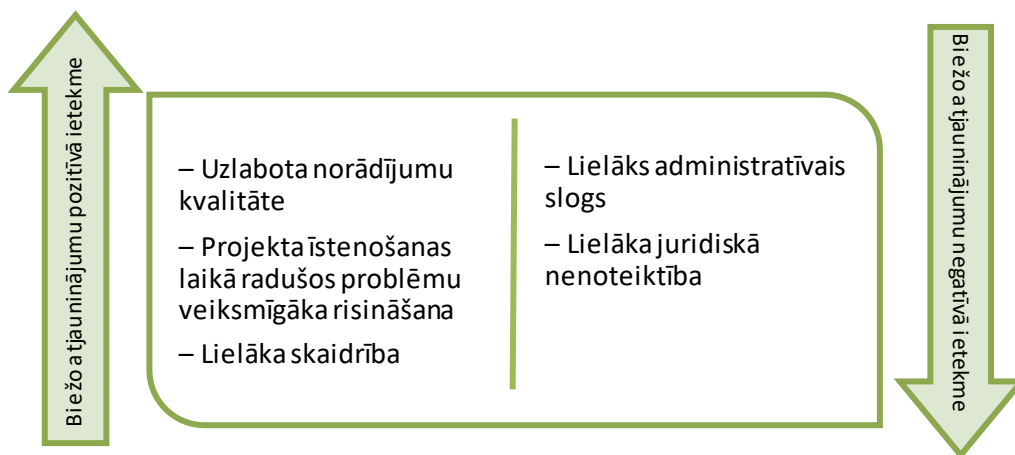 Biežo atjauninājumu pozitīvā ietekme
– Uzlabota norādījumu
kvalitāte
– Projekta īstenošanas
laikā radušos problēmu
veiksmīgāka risināšana
– Lielāka skaidrība
– Lielāks administratīvais
slogs
– Lielāka juridiskā
nenoteiktība
Biežo atjauninājumu negatīvā ietekme